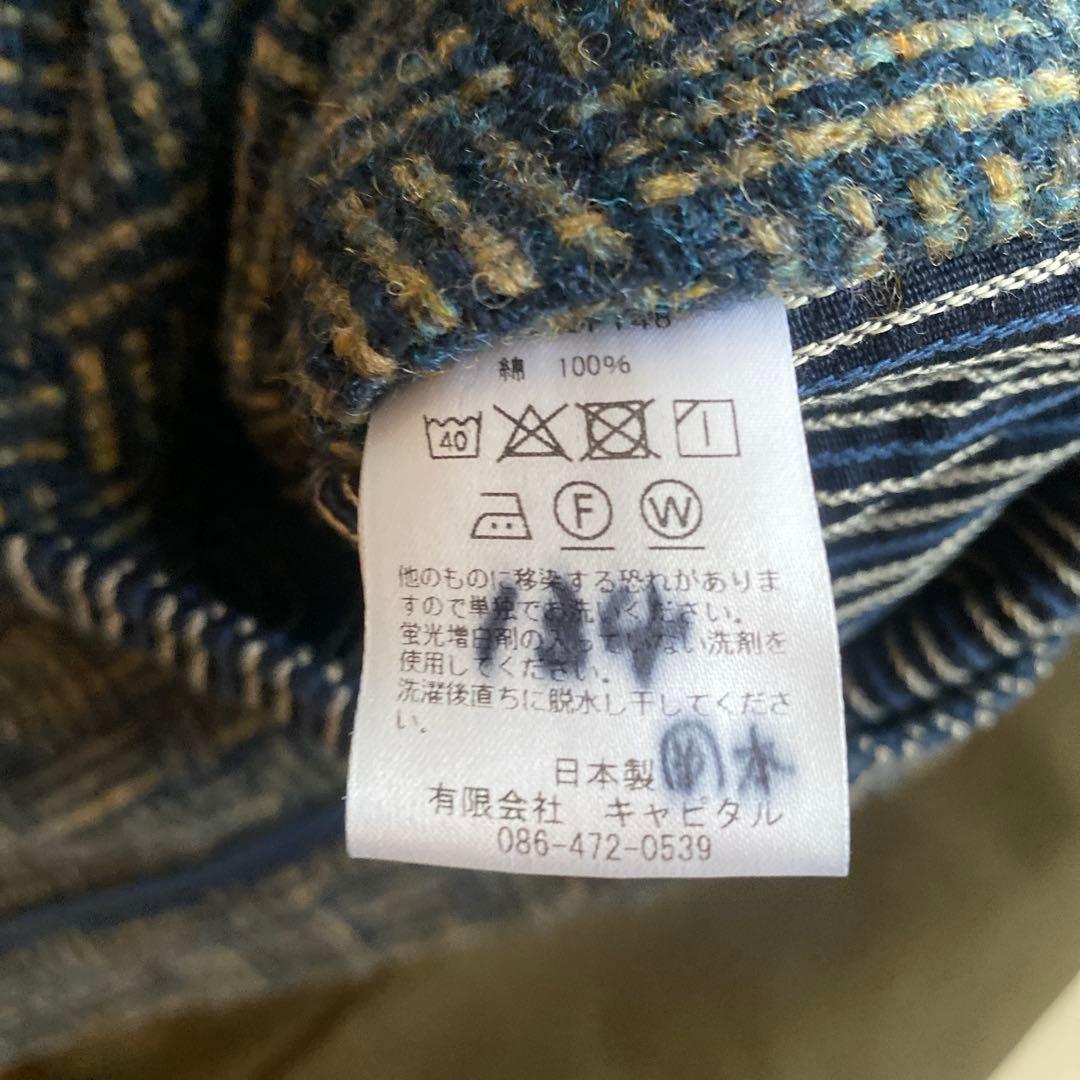 綿 100%
40
F W
他のものに移染する恐れがありま
すので単独でお洗いください。
蛍光増白剤の入っていない洗剤を
使用してください。
洗濯後直ちに脱水し干してくださ
い。
日本製
有限会社 キャピタル
086-472-0539